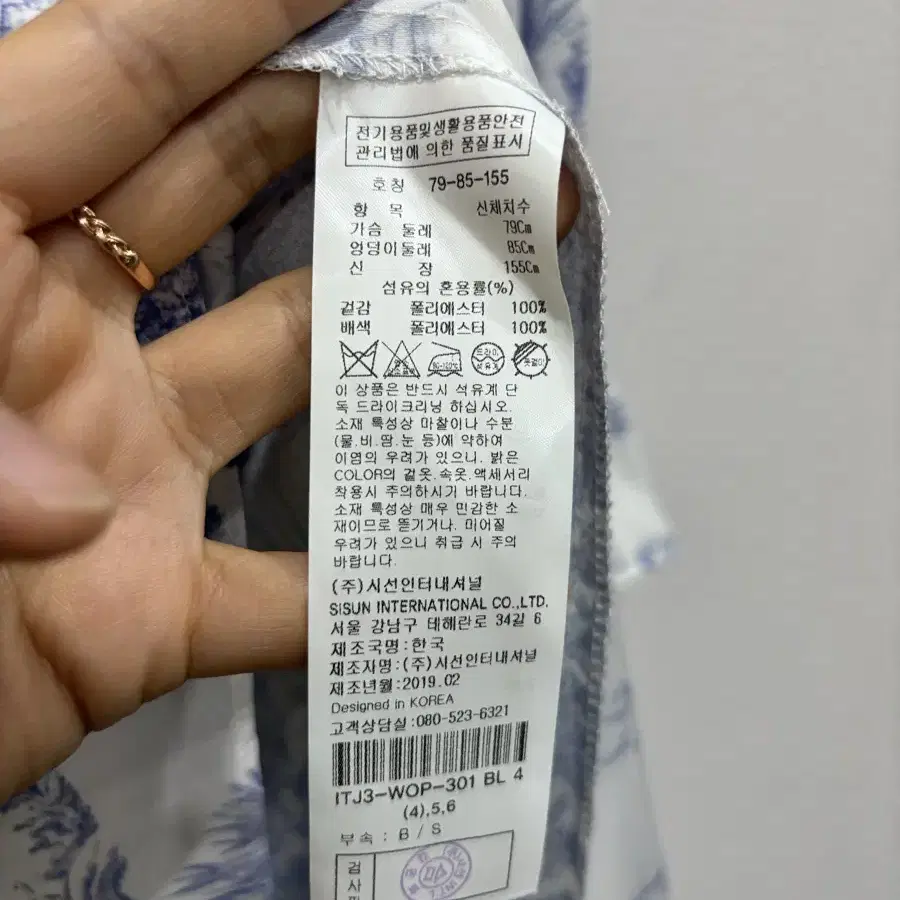 전기용품및생활용품안전
관리법에 의한 품질표시
호칭 79-85-155
항 목 신체치수
가슴 둘레 79Cm
엉덩이둘레 85Cm
신 장 155Cm
섬유의 혼용률(%)
겉감 폴리에스터 100%
배색 폴리에스터 100%
드라이
석유계
이 상품은 반드시 석유계 단
독 드라이크리닝 하십시오.
소재 특성상 마찰이나 수분
(물.비.땀.눈 등)에 약하여
이염의 우려가 있으니. 밝은
COLOR의 겉옷.속옷.액세서리
착용시 주의하시기 바랍니다.
소재 특성상 매우 민감한 소
재이므로 뜯기거나. 미어질
우려가 있으니 취급 시 주의
바랍니다.
(주)시선인터내셔널
SISUN INTERNATIONAL CO.,LTD.
서울 강남구 테헤란로 34길 6
제조국명:한국
제조자명:(주)시선인터내셔널
제조년월:2019.02
Designed in KOREA
고객상담실:080-523-6321
ITJ3-WOP-301 BL 4
(4),5,6
부속 : B / S
검
사